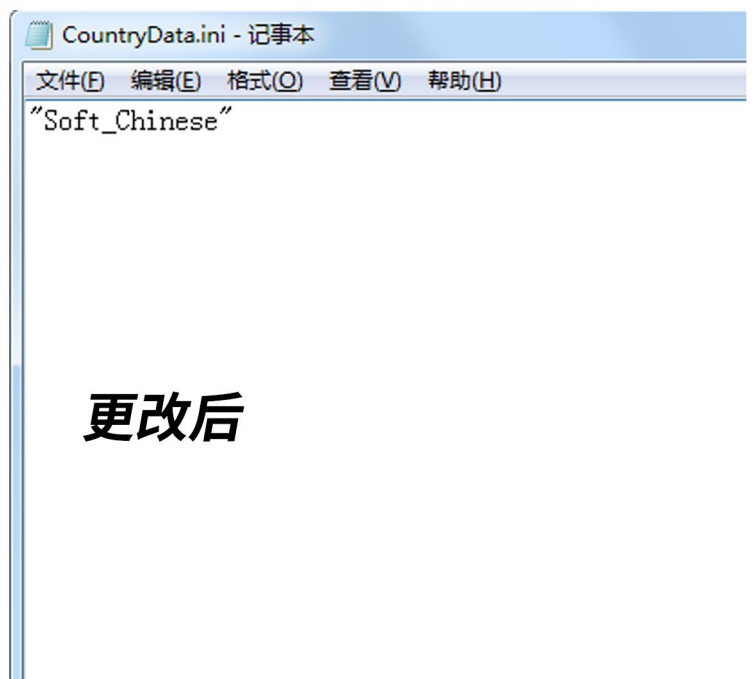 CountryData.ini - 记事本
文件(F) 编辑(E) 格式(O) 查看(V) 帮助(H)
"Soft_Chinese"
更改后